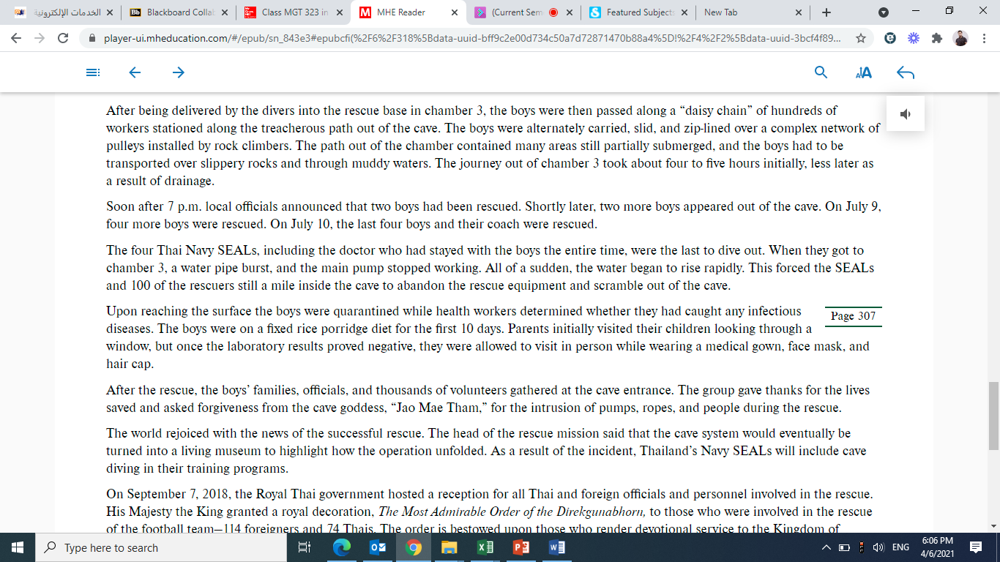 الخدمات الإلكترونية
Blackboard Collab
Class MGT 323 in
MHE Reader
(Current Sem
Featured Subjects
New Tab
player-ui.mheducation.com/#/epub/sn_843e3#epubcfi(%2F6%2F318%5Bdata-uuid-bff9c2e00d734c50a7d72871470b88a4%5D!%2F4%2F2%5Bdata-uuid-3bcf4f89...
After being delivered by the divers into the rescue base in chamber 3, the boys were then passed along a “daisy chain” of hundreds of
workers stationed along the treacherous path out of the cave. The boys were alternately carried, slid, and zip-lined over a complex network of
pulleys installed by rock climbers. The path out of the chamber contained many areas still partially submerged, and the boys had to be
transported over slippery rocks and through muddy waters. The journey out of chamber 3 took about four to five hours initially, less later as
a result of drainage.
Soon after 7 p.m. local officials announced that two boys had been rescued. Shortly later, two more boys appeared out of the cave. On July 9,
four more boys were rescued. On July 10, the last four boys and their coach were rescued.
The four Thai Navy SEALs, including the doctor who had stayed with the boys the entire time, were the last to dive out. When they got to
chamber 3, a water pipe burst, and the main pump stopped working. All of a sudden, the water began to rise rapidly. This forced the SEALs
and 100 of the rescuers still a mile inside the cave to abandon the rescue equipment and scramble out of the cave.
Upon reaching the surface the boys were quarantined while health workers determined whether they had caught any infectious
Page 307
diseases. The boys were on a fixed rice porridge diet for the first 10 days. Parents initially visited their children looking through a
window, but once the laboratory results proved negative, they were allowed to visit in person while wearing a medical gown, face mask, and
hair cap.
After the rescue, the boys’ families, officials, and thousands of volunteers gathered at the cave entrance. The group gave thanks for the lives
saved and asked forgiveness from the cave goddess, “Jao Mae Tham,” for the intrusion of pumps, ropes, and people during the rescue.
The world rejoiced with the news of the successful rescue. The head of the rescue mission said that the cave system would eventually be
turned into a living museum to highlight how the operation unfolded. As a result of the incident, Thailand’s Navy SEALs will include cave
diving in their training programs.
On September 7, 2018, the Royal Thai government hosted a reception for all Thai and foreign officials and personnel involved in the rescue.
His Majesty the King granted a royal decoration, The Most Admirable Order of the Direkgunabhorn, to those who were involved in the rescue
of the football team—114 foreigners and 74 Thais. The order is bestowed upon those who render devotional service to the Kingdom of
Type here to search
ENG
6:06 PM
4/6/2021